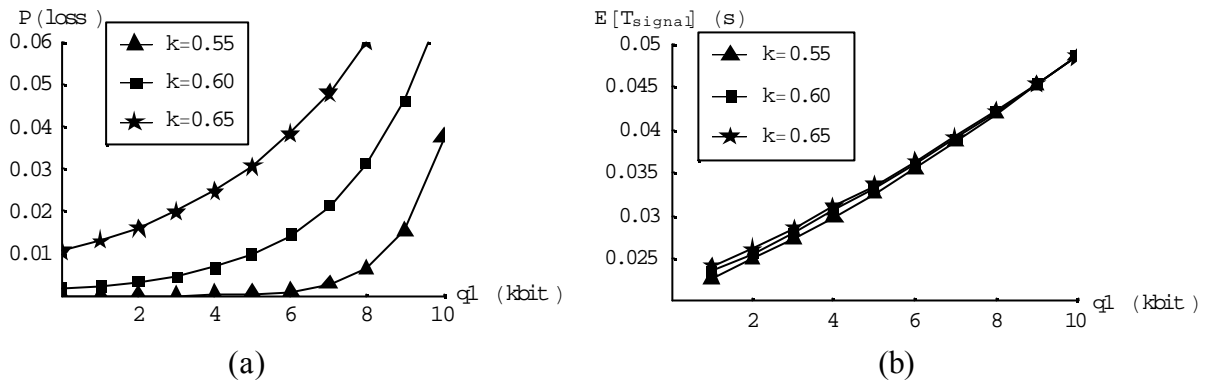 P(loss)
0.06
0.05
0.04
0.03
0.02
0.01
k=0.55
k=0.60
k=0.65
2 4 6 8 10
q1 (kbit)
(a)
E[Tsignal] (s)
0.05
0.045
0.04
0.035
0.03
0.025
k=0.55
k=0.60
k=0.65
2 4 6 8 10
q1 (kbit)
(b)